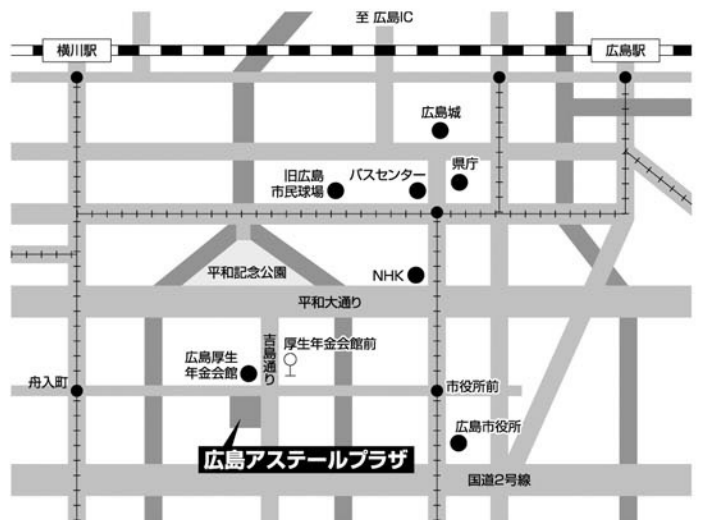 至 広島IC
横川駅
広島駅
広島城
県庁
バスセンター
旧広島
市民球場
平和記念公園
NHK
平和大通り
吉島通り
厚生年金会館前
広島厚生
年金会館
舟入町
市役所前
広島市役所
広島アステールプラザ
国道2号線